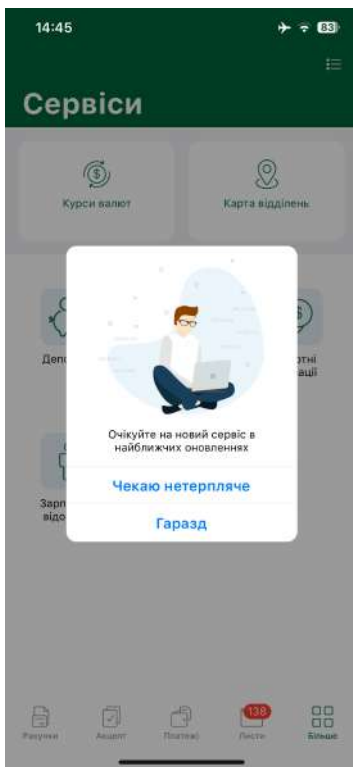 14:45
83
Сервіси
Курси валют
Карта відділень
Очікуйте на новий сервіс в
найближчих оновленнях
Чекаю нетерпляче
Гаразд
138
Рахунки
Акцепт
Платежі
Листи
Більше